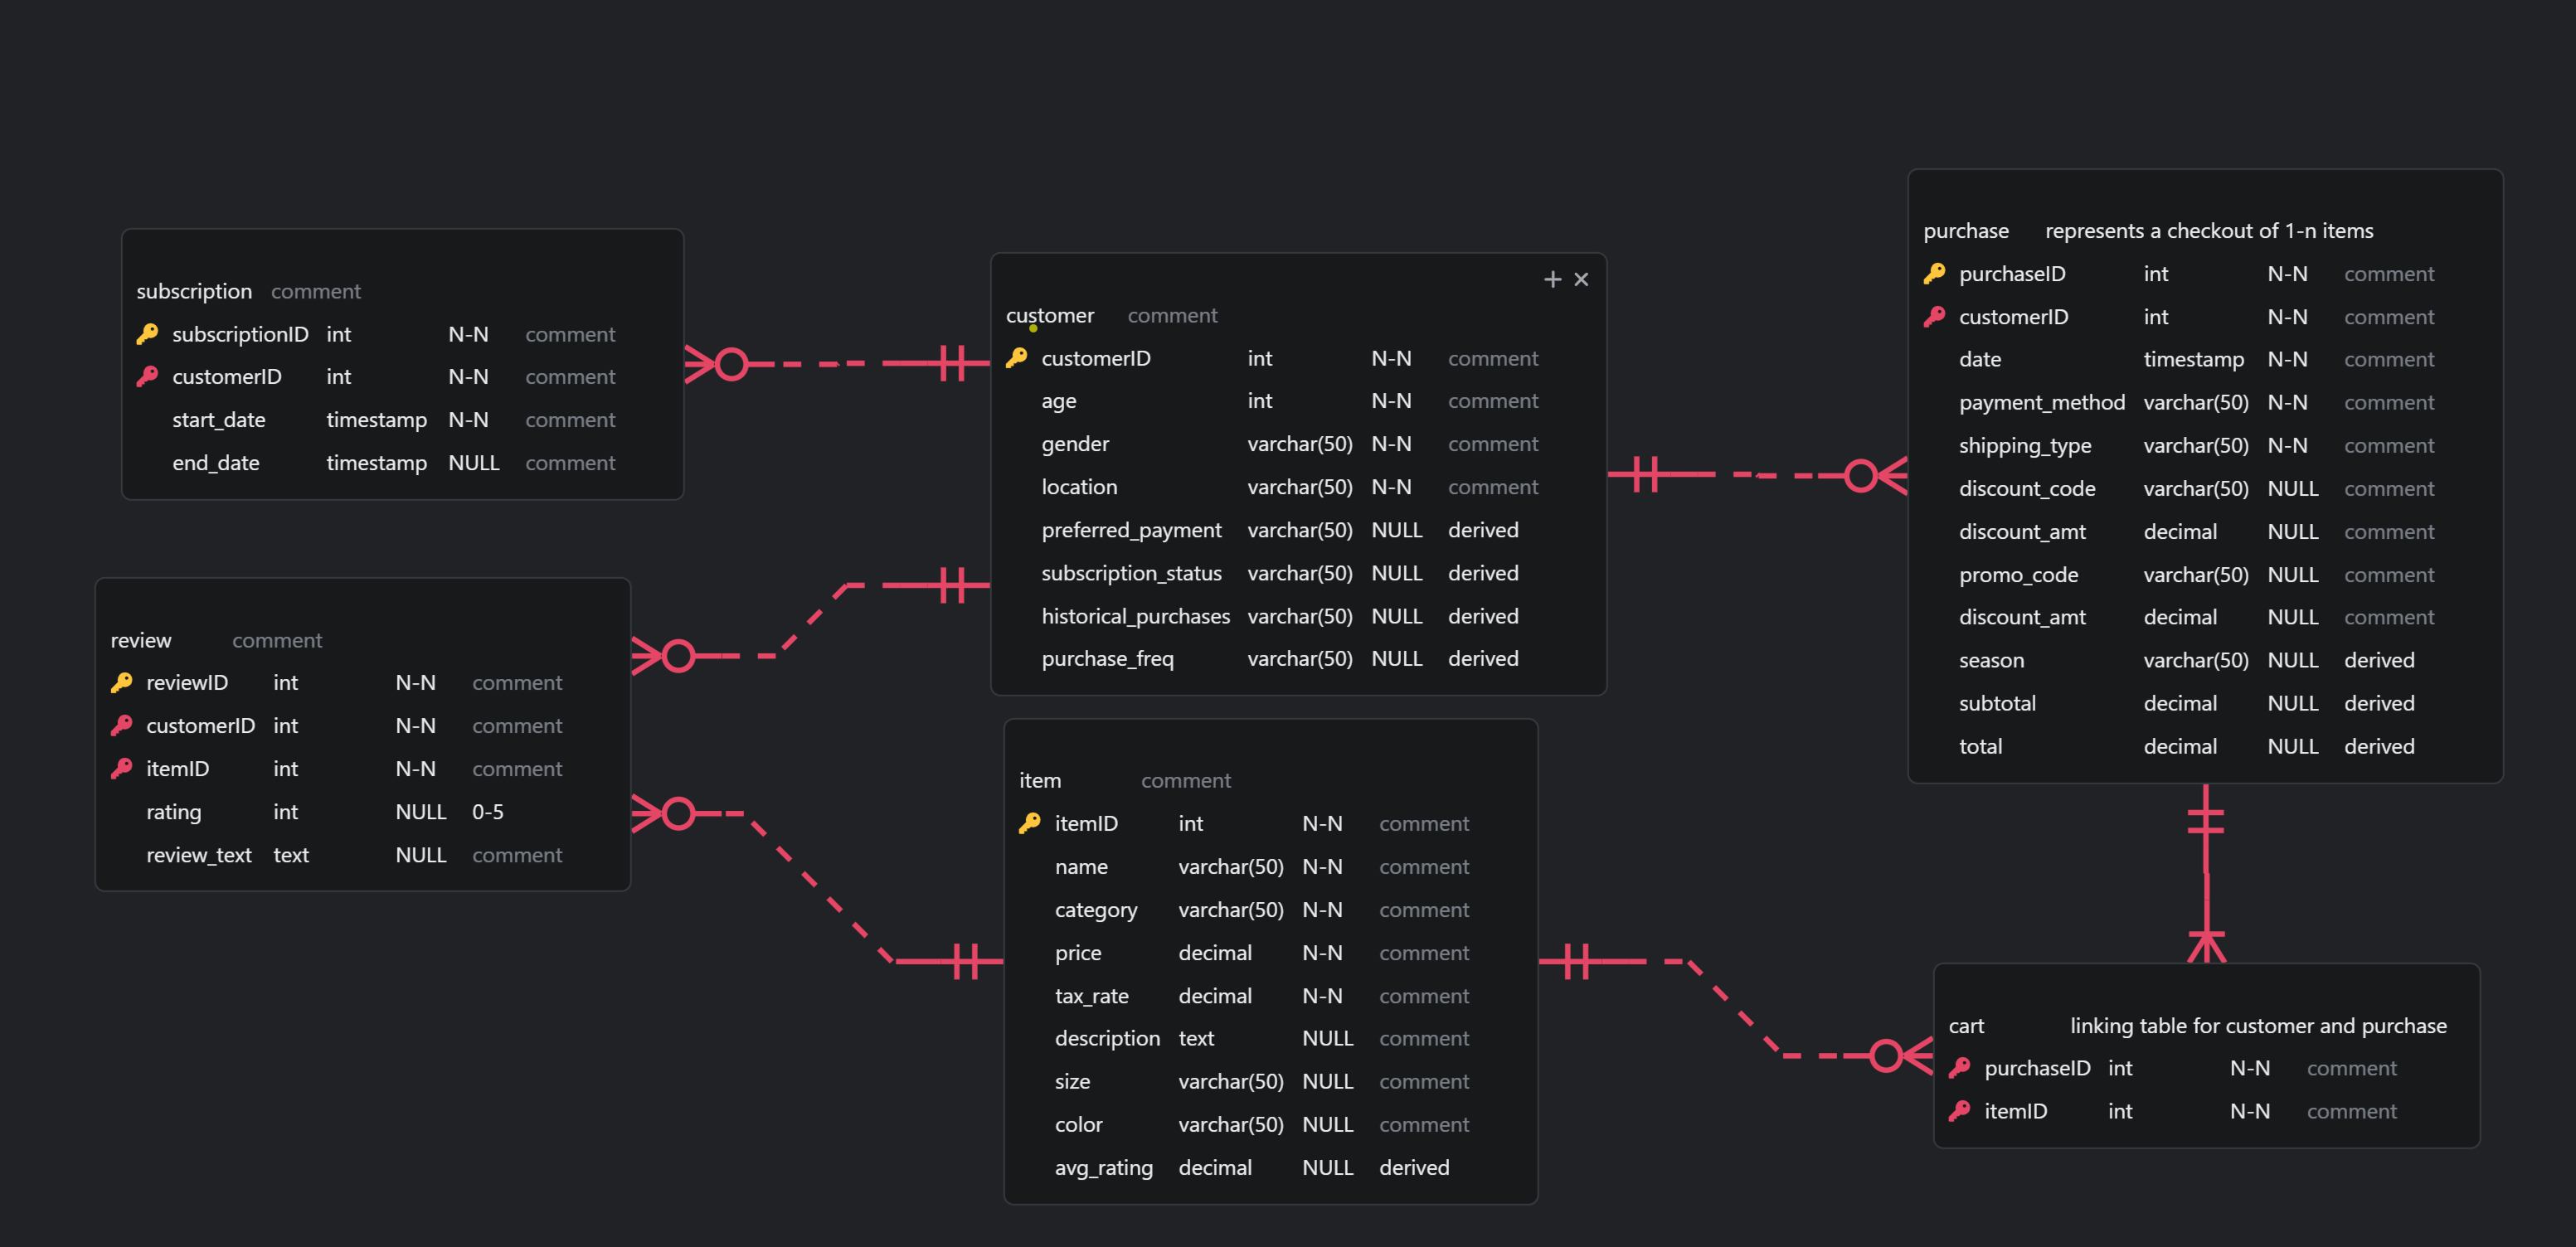 subscription comment
subscriptionID int N-N comment
customerID int N-N comment
start_date timestamp N-N comment
end_date timestamp NULL comment
review comment
reviewID int N-N comment
customerID int N-N comment
itemID int N-N comment
rating int NULL 0-5
review_text text NULL comment
customer comment
customerID int N-N comment
age int N-N comment
gender varchar(50) N-N comment
location varchar(50) N-N comment
preferred_payment varchar(50) NULL derived
subscription_status varchar(50) NULL derived
historical_purchases varchar(50) NULL derived
purchase_freq varchar(50) NULL derived
item comment
itemID int N-N comment
name varchar(50) N-N comment
category varchar(50) N-N comment
price decimal N-N comment
tax_rate decimal N-N comment
description text NULL comment
size varchar(50) NULL comment
color varchar(50) NULL comment
avg_rating decimal NULL derived
purchase represents a checkout of 1-n items
purchaseID int N-N comment
customerID int N-N comment
date timestamp N-N comment
payment_method varchar(50) N-N comment
shipping_type varchar(50) N-N comment
discount_code varchar(50) NULL comment
discount_amt decimal NULL comment
promo_code varchar(50) NULL comment
discount_amt decimal NULL comment
season varchar(50) NULL derived
subtotal decimal NULL derived
total decimal NULL derived
cart linking table for customer and purchase
purchaseID int N-N comment
itemID int N-N comment